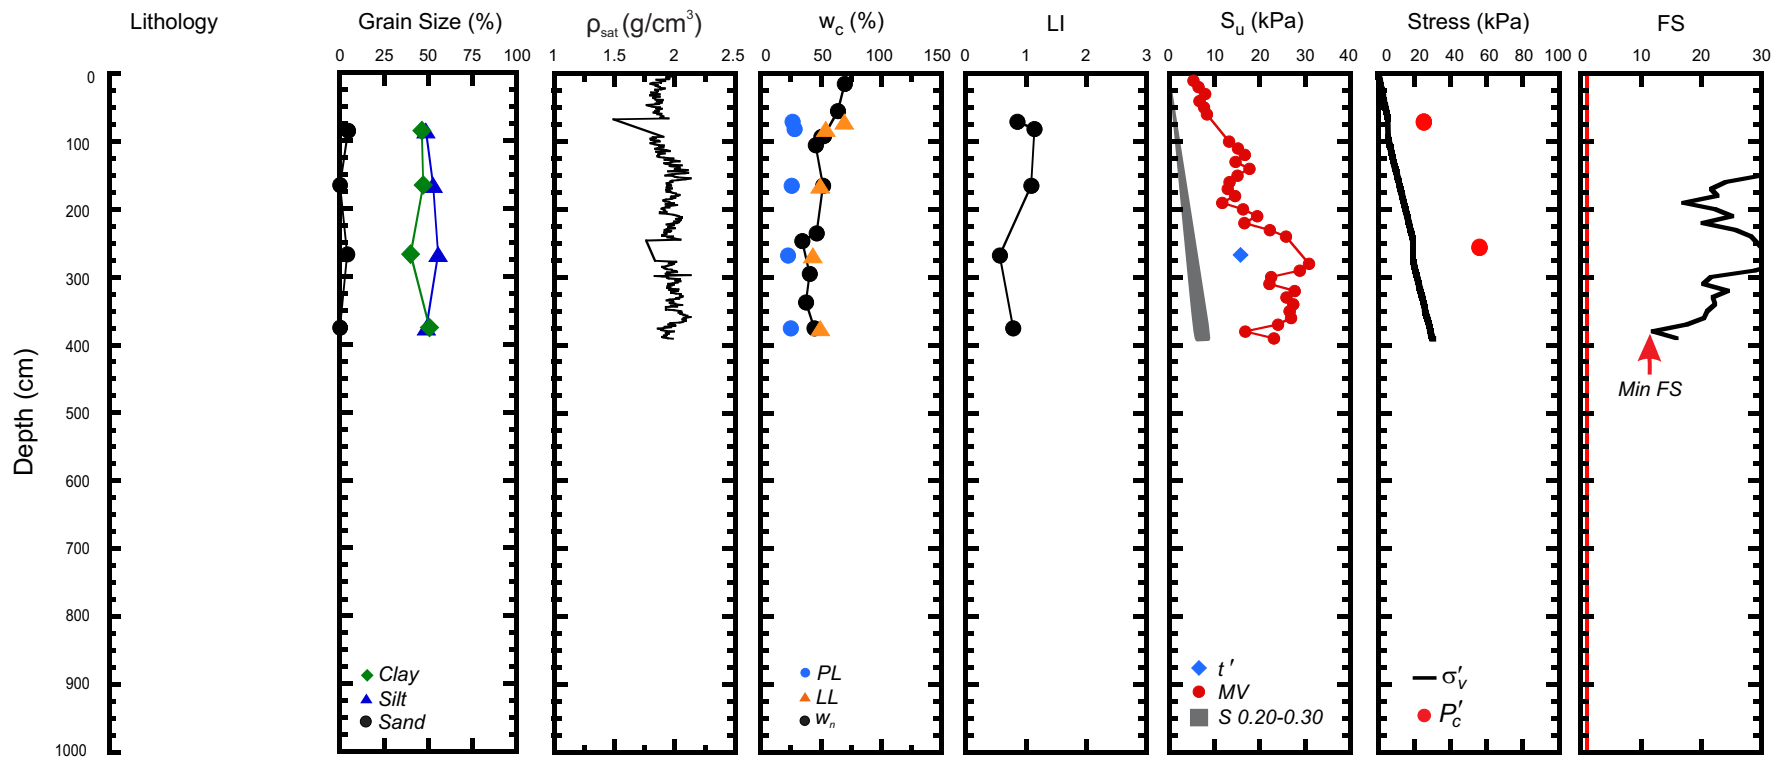 Lithology
Grain Size (%)
ρsat (g/cm³)
wc (%)
LI
Su (kPa)
Stress (kPa)
FS
0 25 50 75 100
1 1.5 2 2.5
0 50 100 150
0 1 2 3
0 10 20 30 40
0 20 40 60 80 100
10 20 30
Depth (cm)
0
100
200
300
400
500
600
700
800
900
1000
Clay
Silt
Sand
PL
LL
wn
t′
MV
S 0.20-0.30
σ′v
P′c
Min FS